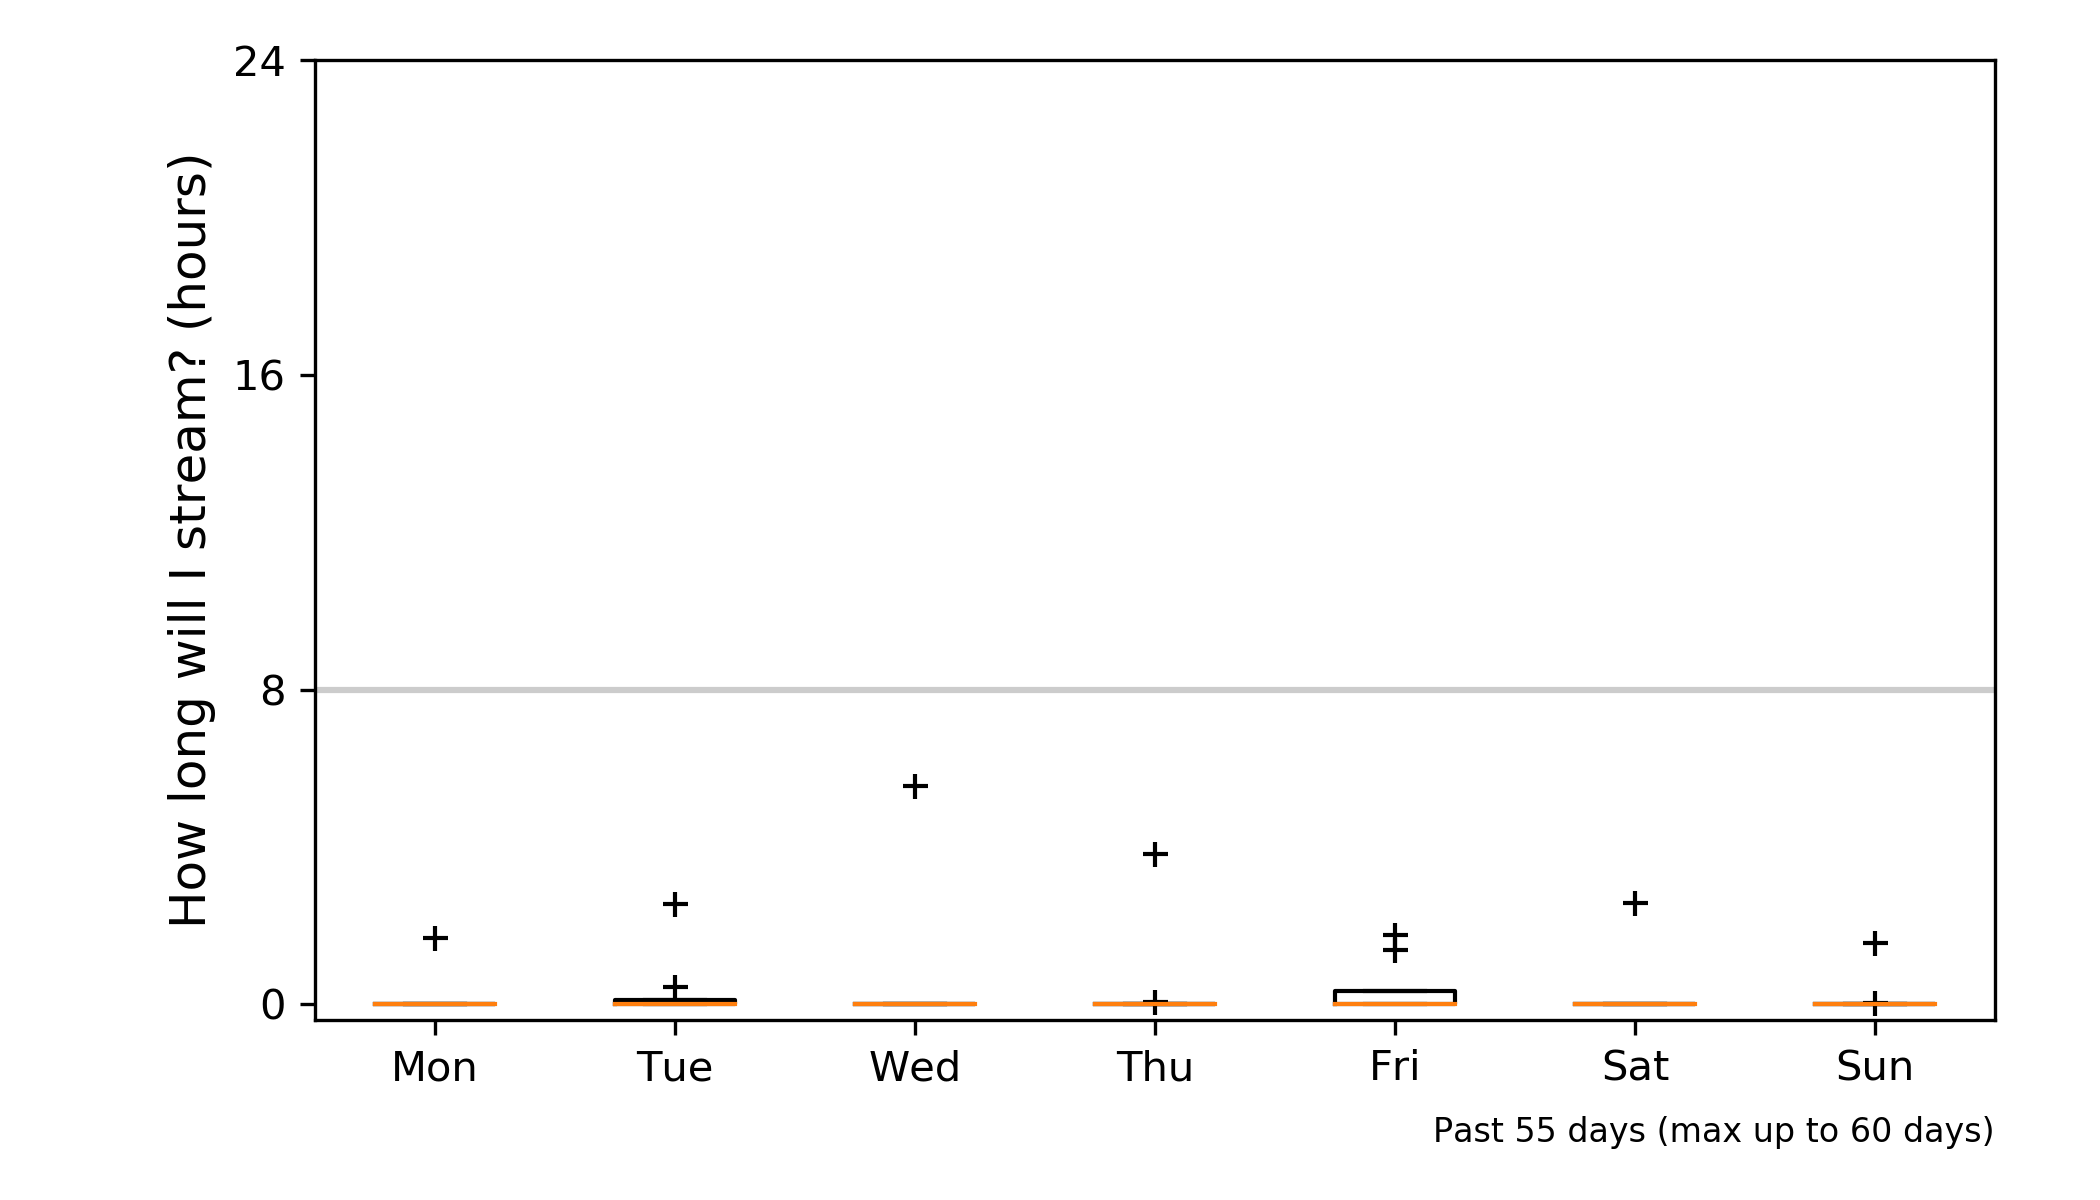 How long will I stream? (hours)
24
16
8
0
Mon Tue Wed Thu Fri Sat Sun
Past 55 days (max up to 60 days)